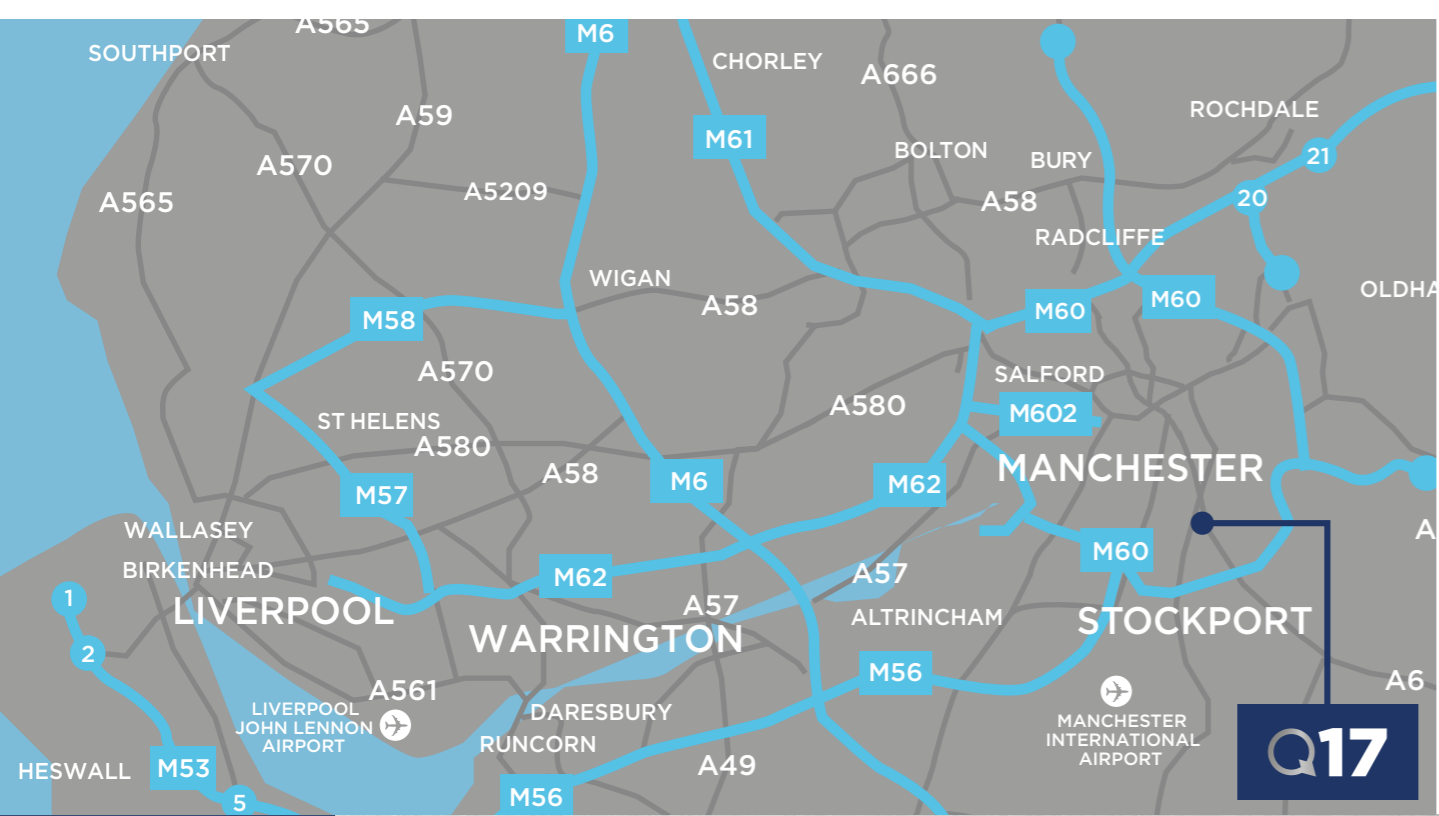 A565
M6
SOUTHPORT
CHORLEY
A666
A59
ROCHDALE
M61
BOLTON
BURY
21
A570
A5209
A565
A58
20
RADCLIFFE
WIGAN
OLDHA
M58
A58
M60
M60
A570
SALFORD
A580
M602
ST HELENS
A580
A58
MANCHESTER
M6
M62
M57
WALLASEY
A
M60
BIRKENHEAD
M62
A57
1
LIVERPOOL
A57
ALTRINCHAM
STOCKPORT
WARRINGTON
2
M56
A6
A561
LIVERPOOL
JOHN LENNON
AIRPORT
DARESBURY
MANCHESTER
INTERNATIONAL
AIRPORT
RUNCORN
Q17
HESWALL
M53
A49
M56
5